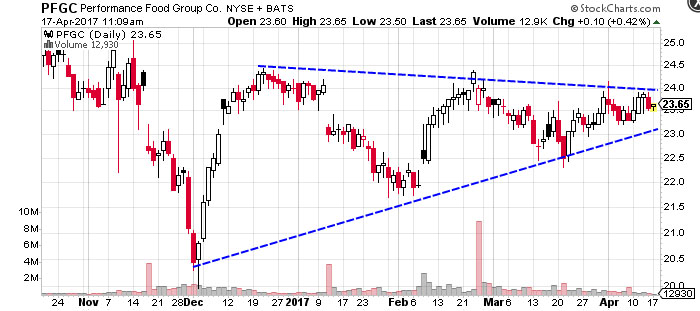 PFGC Performance Food Group Co. NYSE + BATS © StockCharts.com
17-Apr-2017 11:09am Open 23.60 High 23.65 Low 23.50 Last 23.65 Volume 12.9K Chg +0.10 (+0.42%)
PFGC (Daily) 23.65
Volume 12,930
25.0
24.5
24.0
23.65
23.5
23.0
22.5
22.0
21.5
21.0
20.5
20.0
10M
8M
6M
4M
2M
12930
24 Nov 7 14 21 28 Dec 12 19 27 2017 9 17 23 Feb 6 13 21 Mar 13 20 27 Apr 10 17